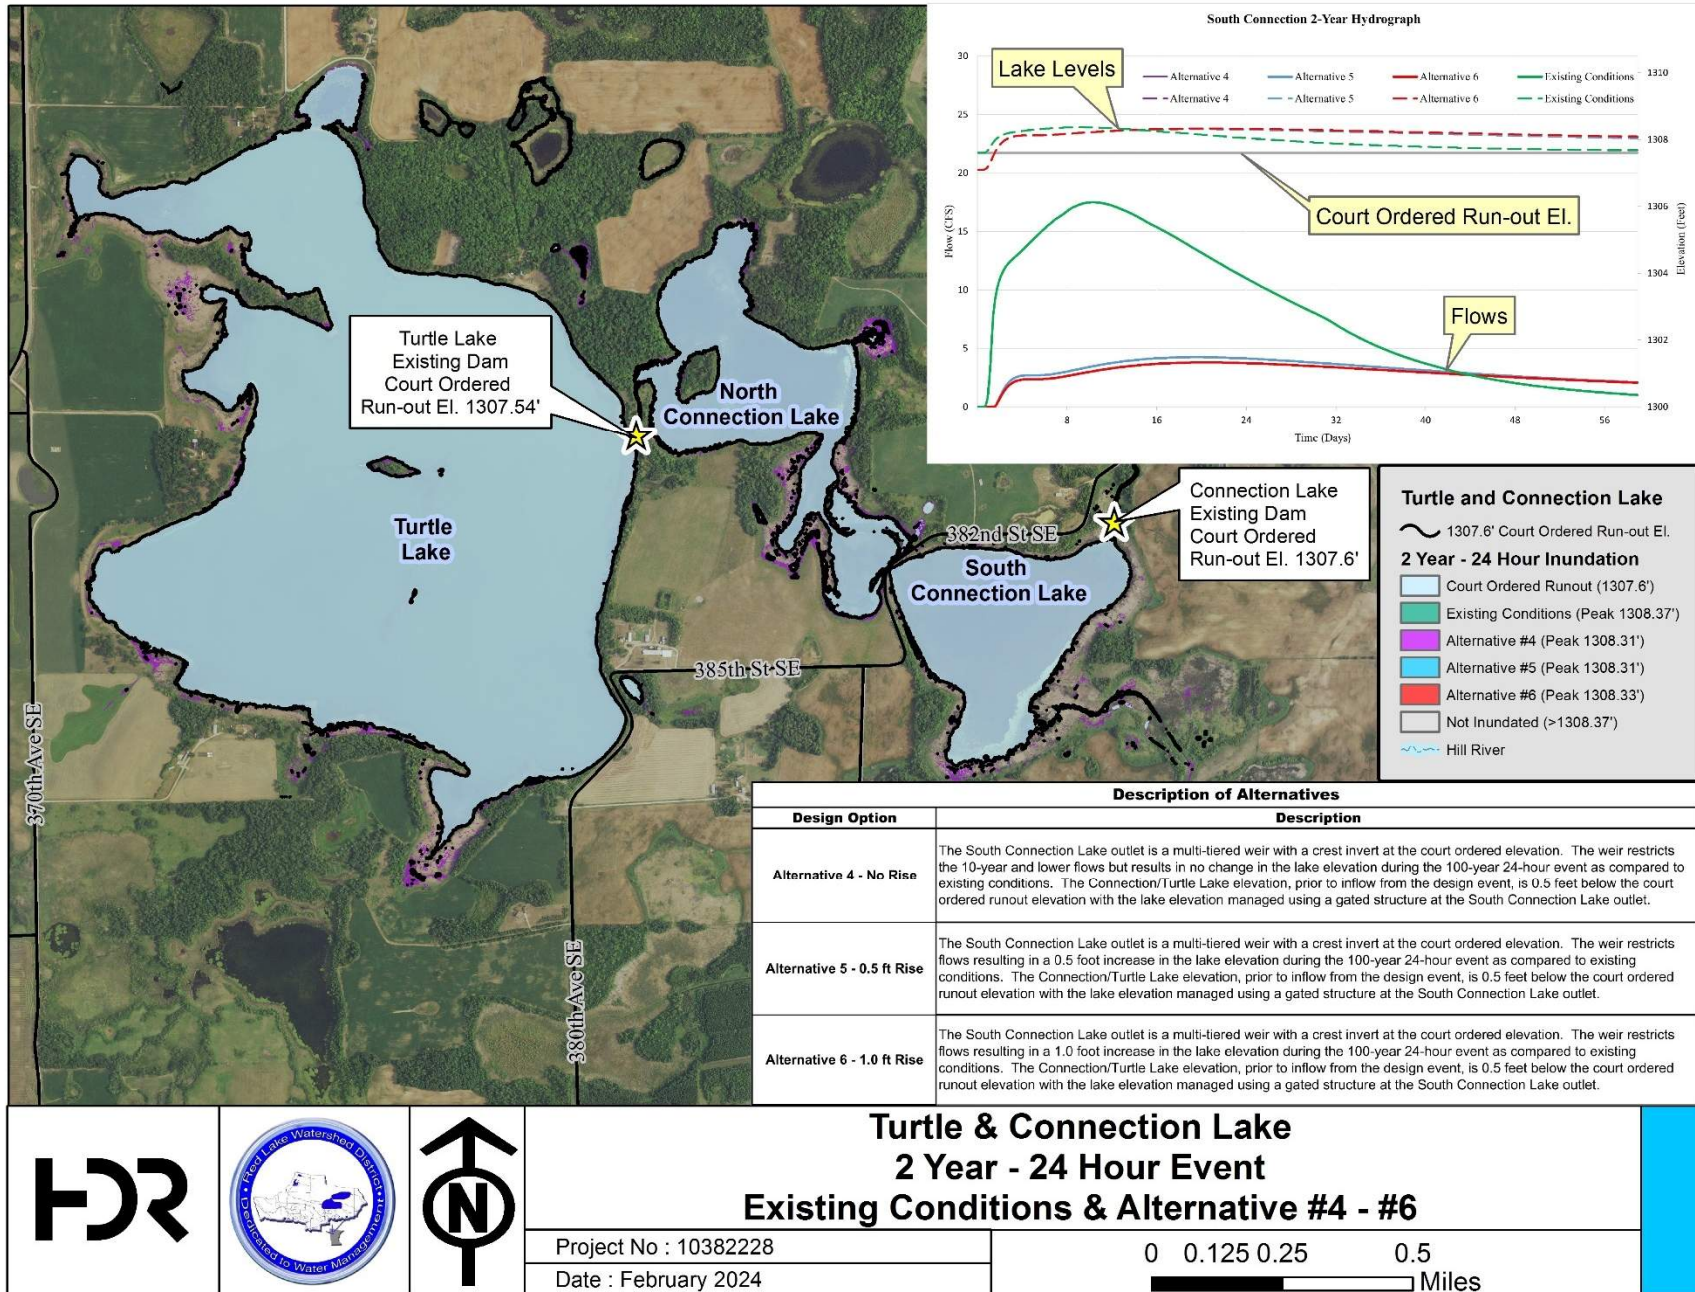 South Connection 2-Year Hydrograph
Lake Levels
Alternative 4
Alternative 5
Alternative 6
Existing Conditions
Alternative 4
Alternative 5
Alternative 6
Existing Conditions
30
25
20
15
10
5
0
Flow (CFS)
1310
1308
1306
1304
1302
1300
Elevation (Feet)
8
16
24
32
40
48
56
Time (Days)
Court Ordered Run-out El.
Flows
Turtle Lake
Existing Dam
Court Ordered
Run-out El. 1307.54'
North
Connection Lake
Turtle
Lake
382nd St SE
South
Connection Lake
385th St SE
370th Ave SE
380th Ave SE
Connection Lake
Existing Dam
Court Ordered
Run-out El. 1307.6'
Turtle and Connection Lake
1307.6' Court Ordered Run-out El.
2 Year - 24 Hour Inundation
Court Ordered Runout (1307.6')
Existing Conditions (Peak 1308.37')
Alternative #4 (Peak 1308.31')
Alternative #5 (Peak 1308.31')
Alternative #6 (Peak 1308.33')
Not Inundated (>1308.37')
Hill River
Description of Alternatives
Design Option
Description
Alternative 4 - No Rise
The South Connection Lake outlet is a multi-tiered weir with a crest invert at the court ordered elevation. The weir restricts
the 10-year and lower flows but results in no change in the lake elevation during the 100-year 24-hour event as compared to
existing conditions. The Connection/Turtle Lake elevation, prior to inflow from the design event, is 0.5 feet below the court
ordered runout elevation with the lake elevation managed using a gated structure at the South Connection Lake outlet.
Alternative 5 - 0.5 ft Rise
The South Connection Lake outlet is a multi-tiered weir with a crest invert at the court ordered elevation. The weir restricts
flows resulting in a 0.5 foot increase in the lake elevation during the 100-year 24-hour event as compared to existing
conditions. The Connection/Turtle Lake elevation, prior to inflow from the design event, is 0.5 feet below the court ordered
runout elevation with the lake elevation managed using a gated structure at the South Connection Lake outlet.
Alternative 6 - 1.0 ft Rise
The South Connection Lake outlet is a multi-tiered weir with a crest invert at the court ordered elevation. The weir restricts
flows resulting in a 1.0 foot increase in the lake elevation during the 100-year 24-hour event as compared to existing
conditions. The Connection/Turtle Lake elevation, prior to inflow from the design event, is 0.5 feet below the court ordered
runout elevation with the lake elevation managed using a gated structure at the South Connection Lake outlet.
HDR
Red Lake Watershed District
Dedicated to Water Management
N
Turtle & Connection Lake
2 Year - 24 Hour Event
Existing Conditions & Alternative #4 - #6
Project No : 10382228
Date : February 2024
0 0.125 0.25 0.5
Miles